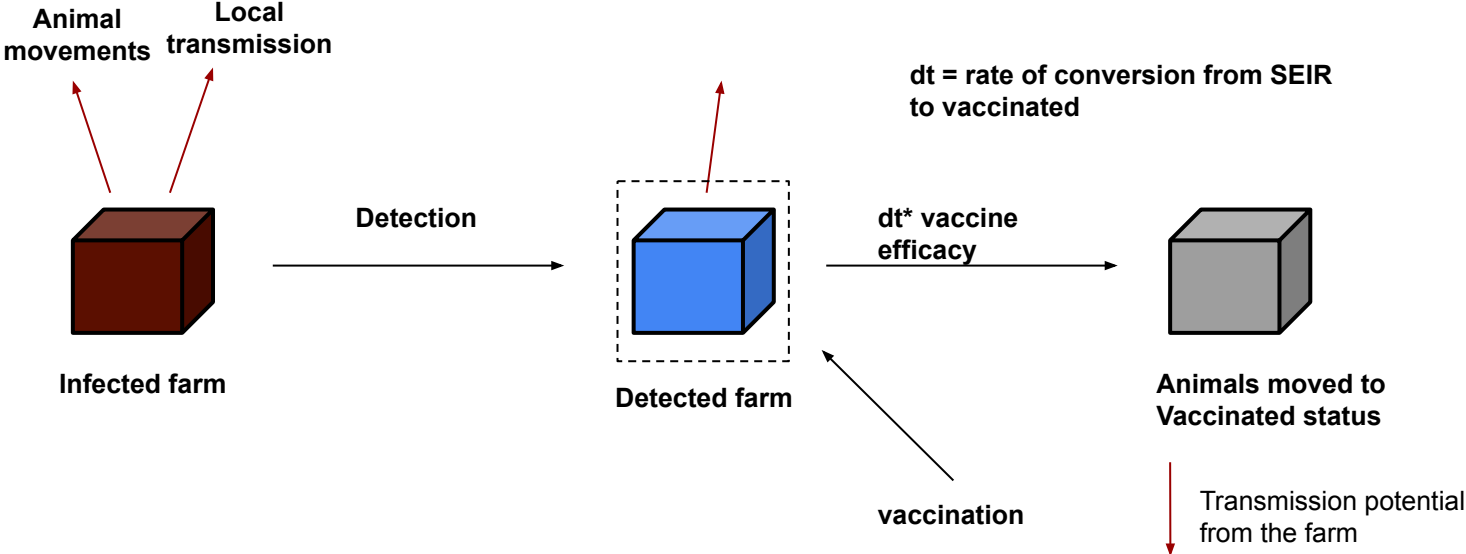 Animal
movements
Local
transmission
dt = rate of conversion from SEIR
to vaccinated
Detection
dt* vaccine
efficacy
Infected farm
Detected farm
Animals moved to
Vaccinated status
vaccination
Transmission potential
from the farm